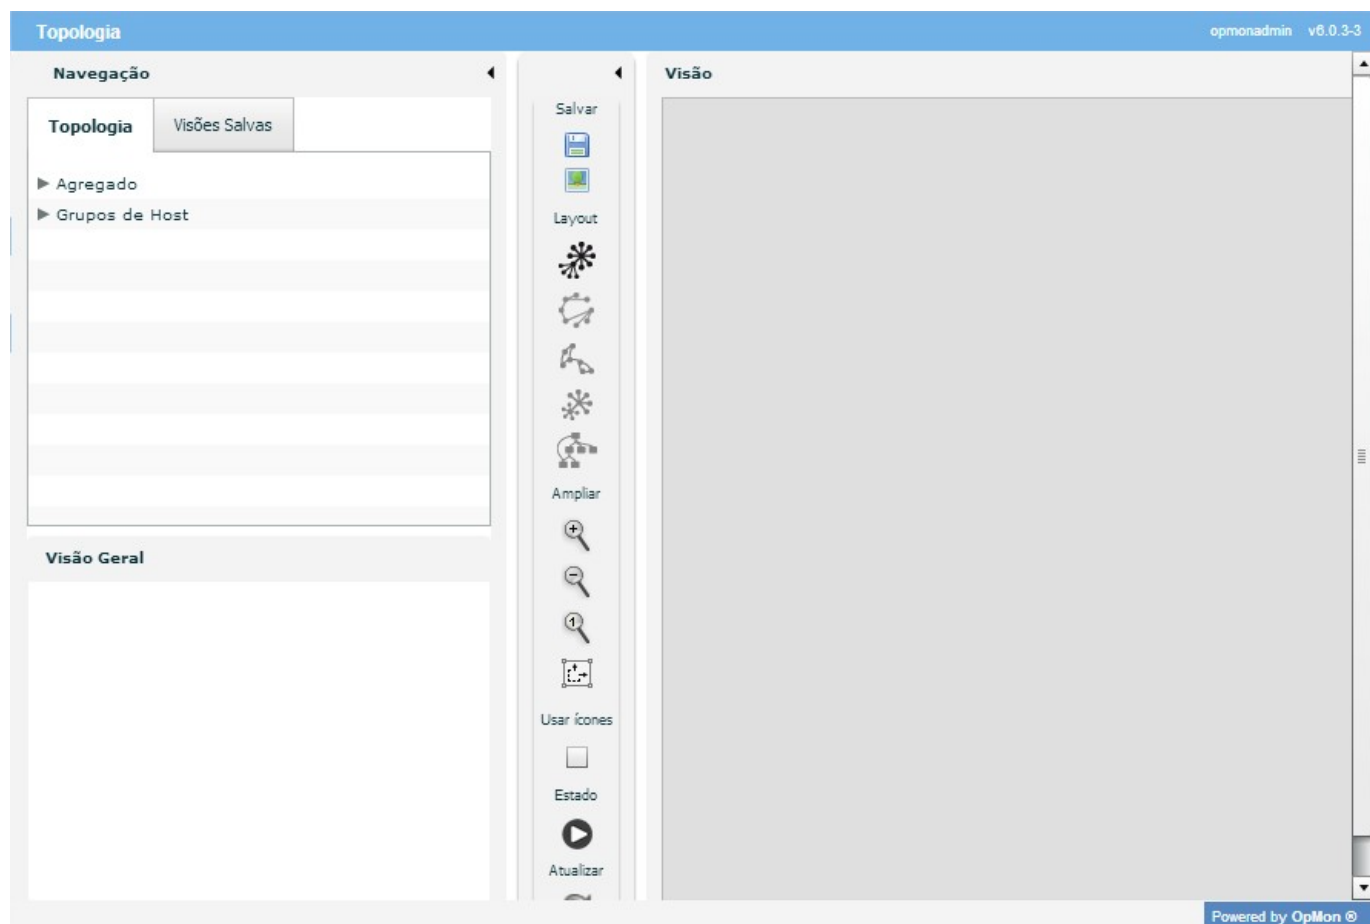 Topologia
opmonadmin v6.0.3-3
Navegação
Topologia
Visões Salvas
Agregado
Grupos de Host
Visão Geral
Salvar
Layout
Ampliar
1
Usar ícones
Estado
Atualizar
Visão
Powered by OpMon ®